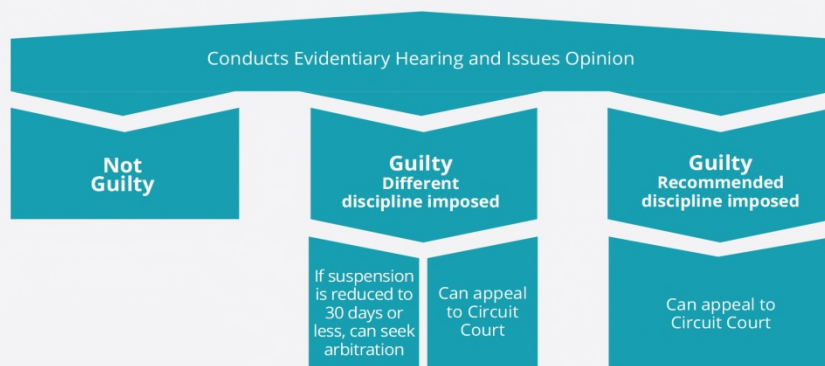 Conducts Evidentiary Hearing and Issues Opinion
Not
Guilty
Guilty
Different
discipline imposed
Guilty
Recommended
discipline imposed
If suspension
is reduced to
30 days or
less, can seek
arbitration
Can appeal
to Circuit
Court
Can appeal to
Circuit Court